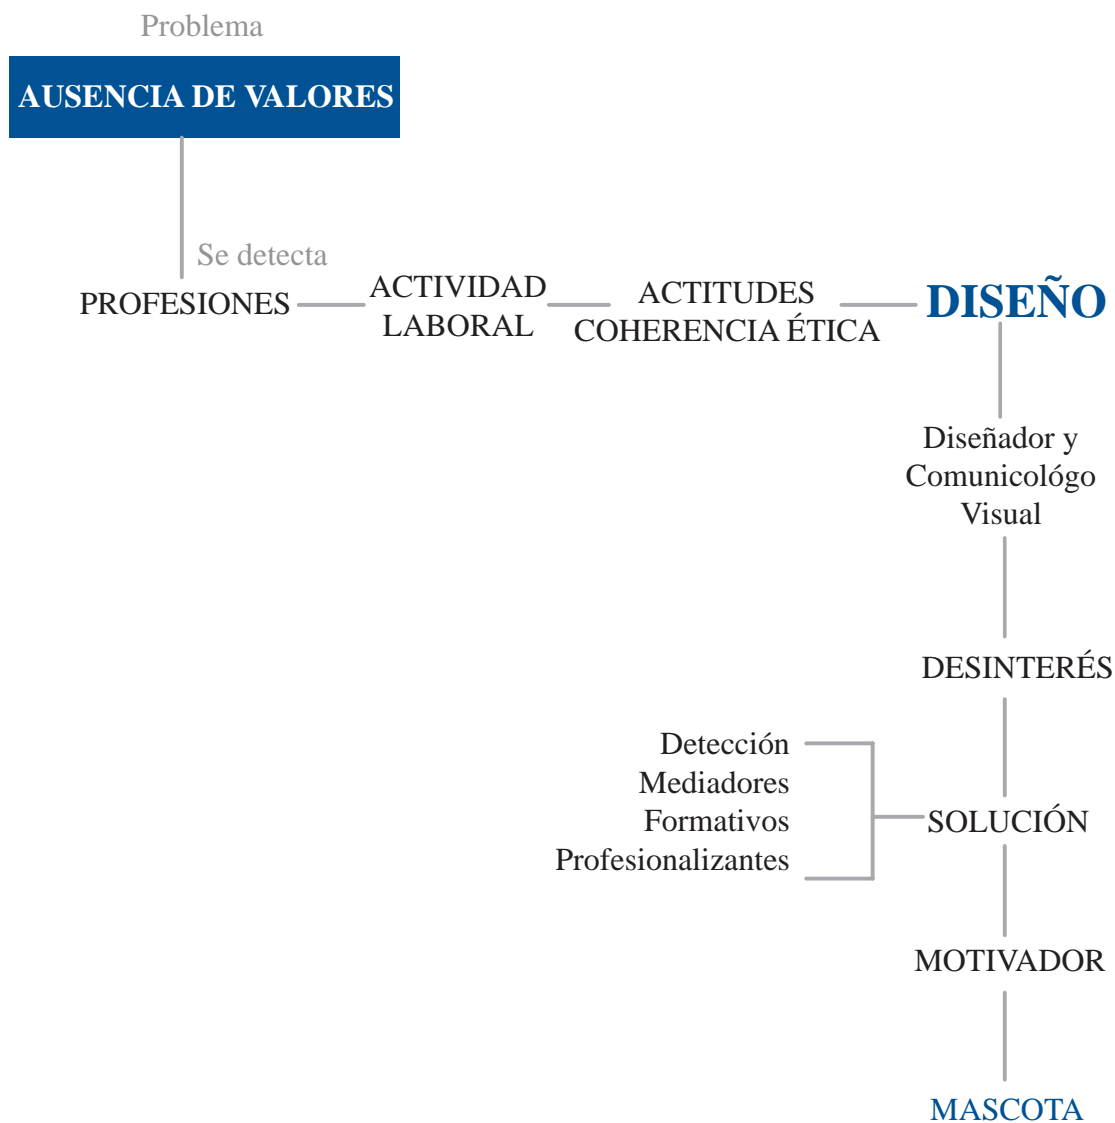 Problema
AUSENCIA DE VALORES
Se detecta
PROFESIONES
ACTIVIDAD
LABORAL
ACTITUDES
COHERENCIA ÉTICA
DISEÑO
Diseñador y
Comunicológo
Visual
DESINTERÉS
Detección
Mediadores
Formativos
Profesionalizantes
SOLUCIÓN
MOTIVADOR
MASCOTA